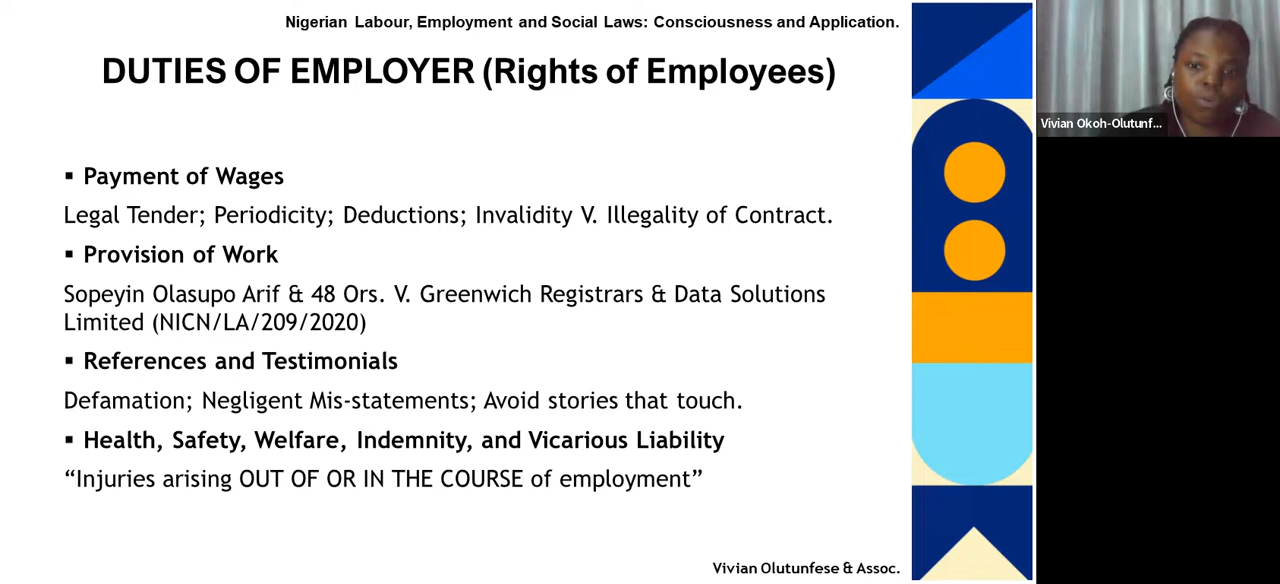 Nigerian Labour, Employment and Social Laws: Consciousness and Application.
DUTIES OF EMPLOYER (Rights of Employees)
▪ Payment of Wages
Legal Tender; Periodicity; Deductions; Invalidity V. Illegality of Contract.
▪ Provision of Work
Sopeyin Olasupo Arif & 48 Ors. V. Greenwich Registrars & Data Solutions
Limited (NICN/LA/209/2020)
▪ References and Testimonials
Defamation; Negligent Mis-statements; Avoid stories that touch.
▪ Health, Safety, Welfare, Indemnity, and Vicarious Liability
“Injuries arising OUT OF OR IN THE COURSE of employment”
Vivian Olutunfese & Assoc.
Vivian Okoh-Olutunf...